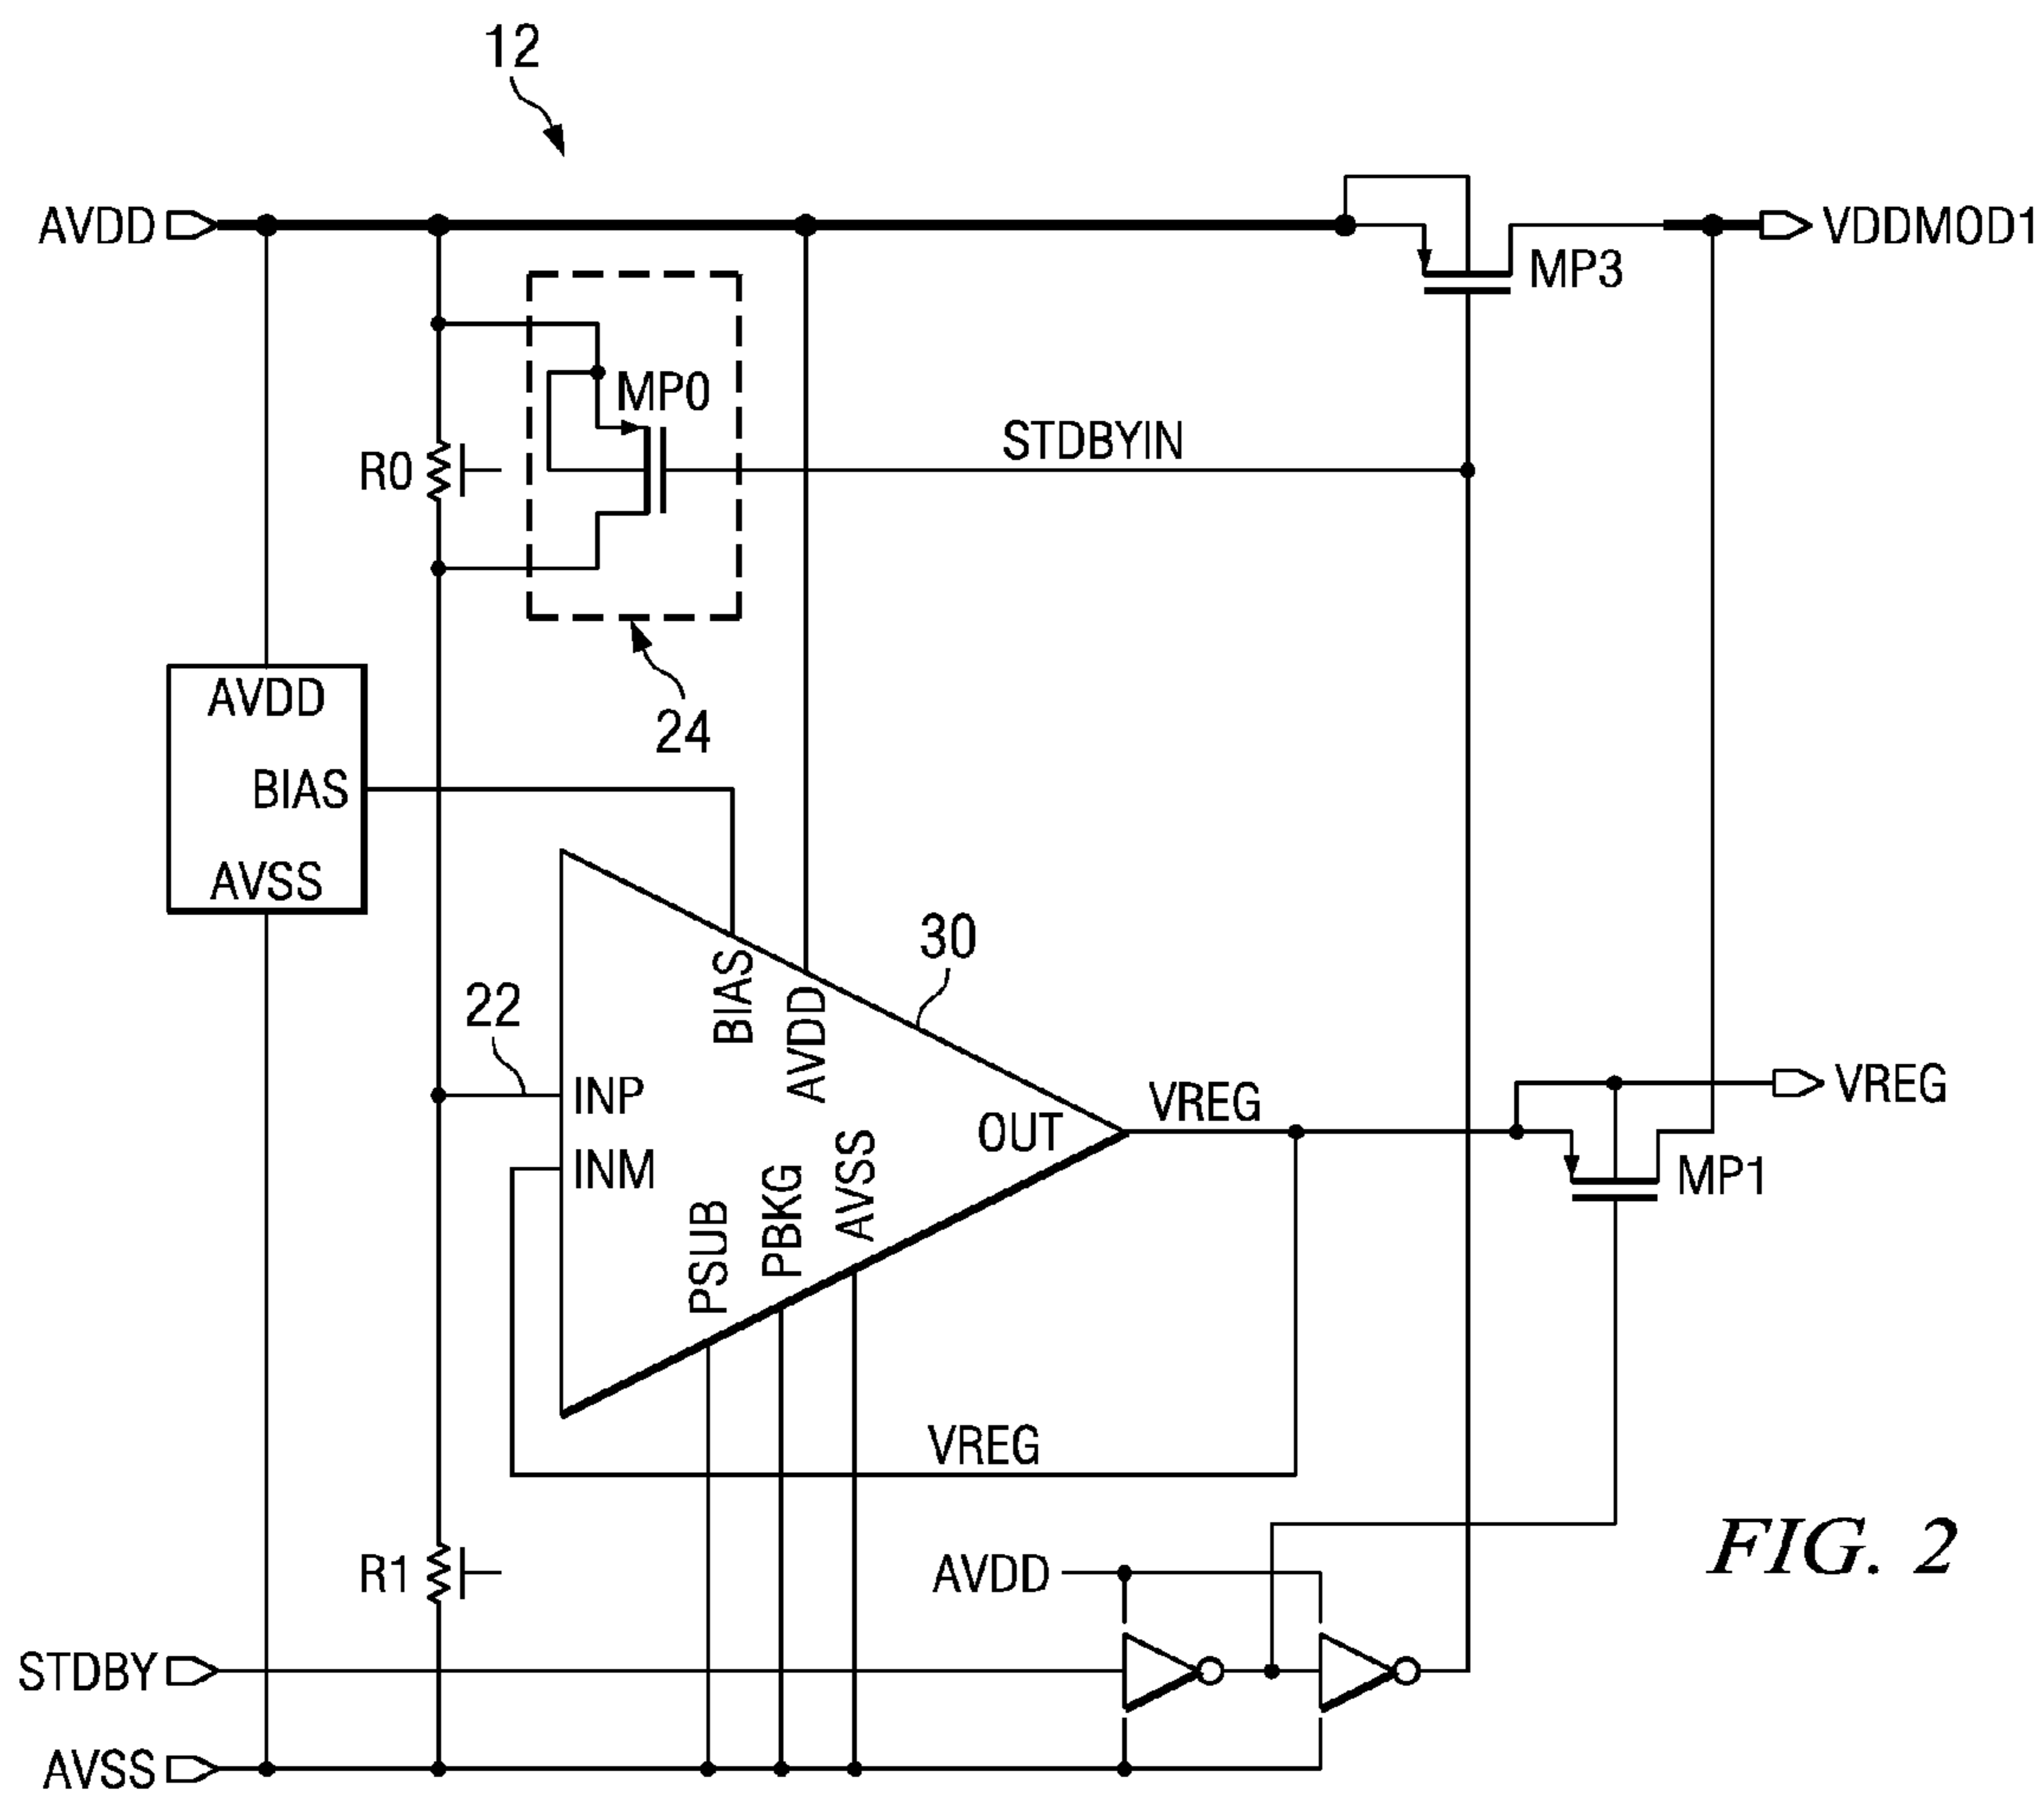 12
AVDD
VDDMOD1
MP3
MP0
STDBYIN
R0
24
AVDD
BIAS
AVSS
30
BIAS
AVDD
22
INP
INM
OUT
VREG
VREG
MP1
PSUB
PBKG
AVSS
VREG
FIG. 2
R1
AVDD
STDBY
AVSS